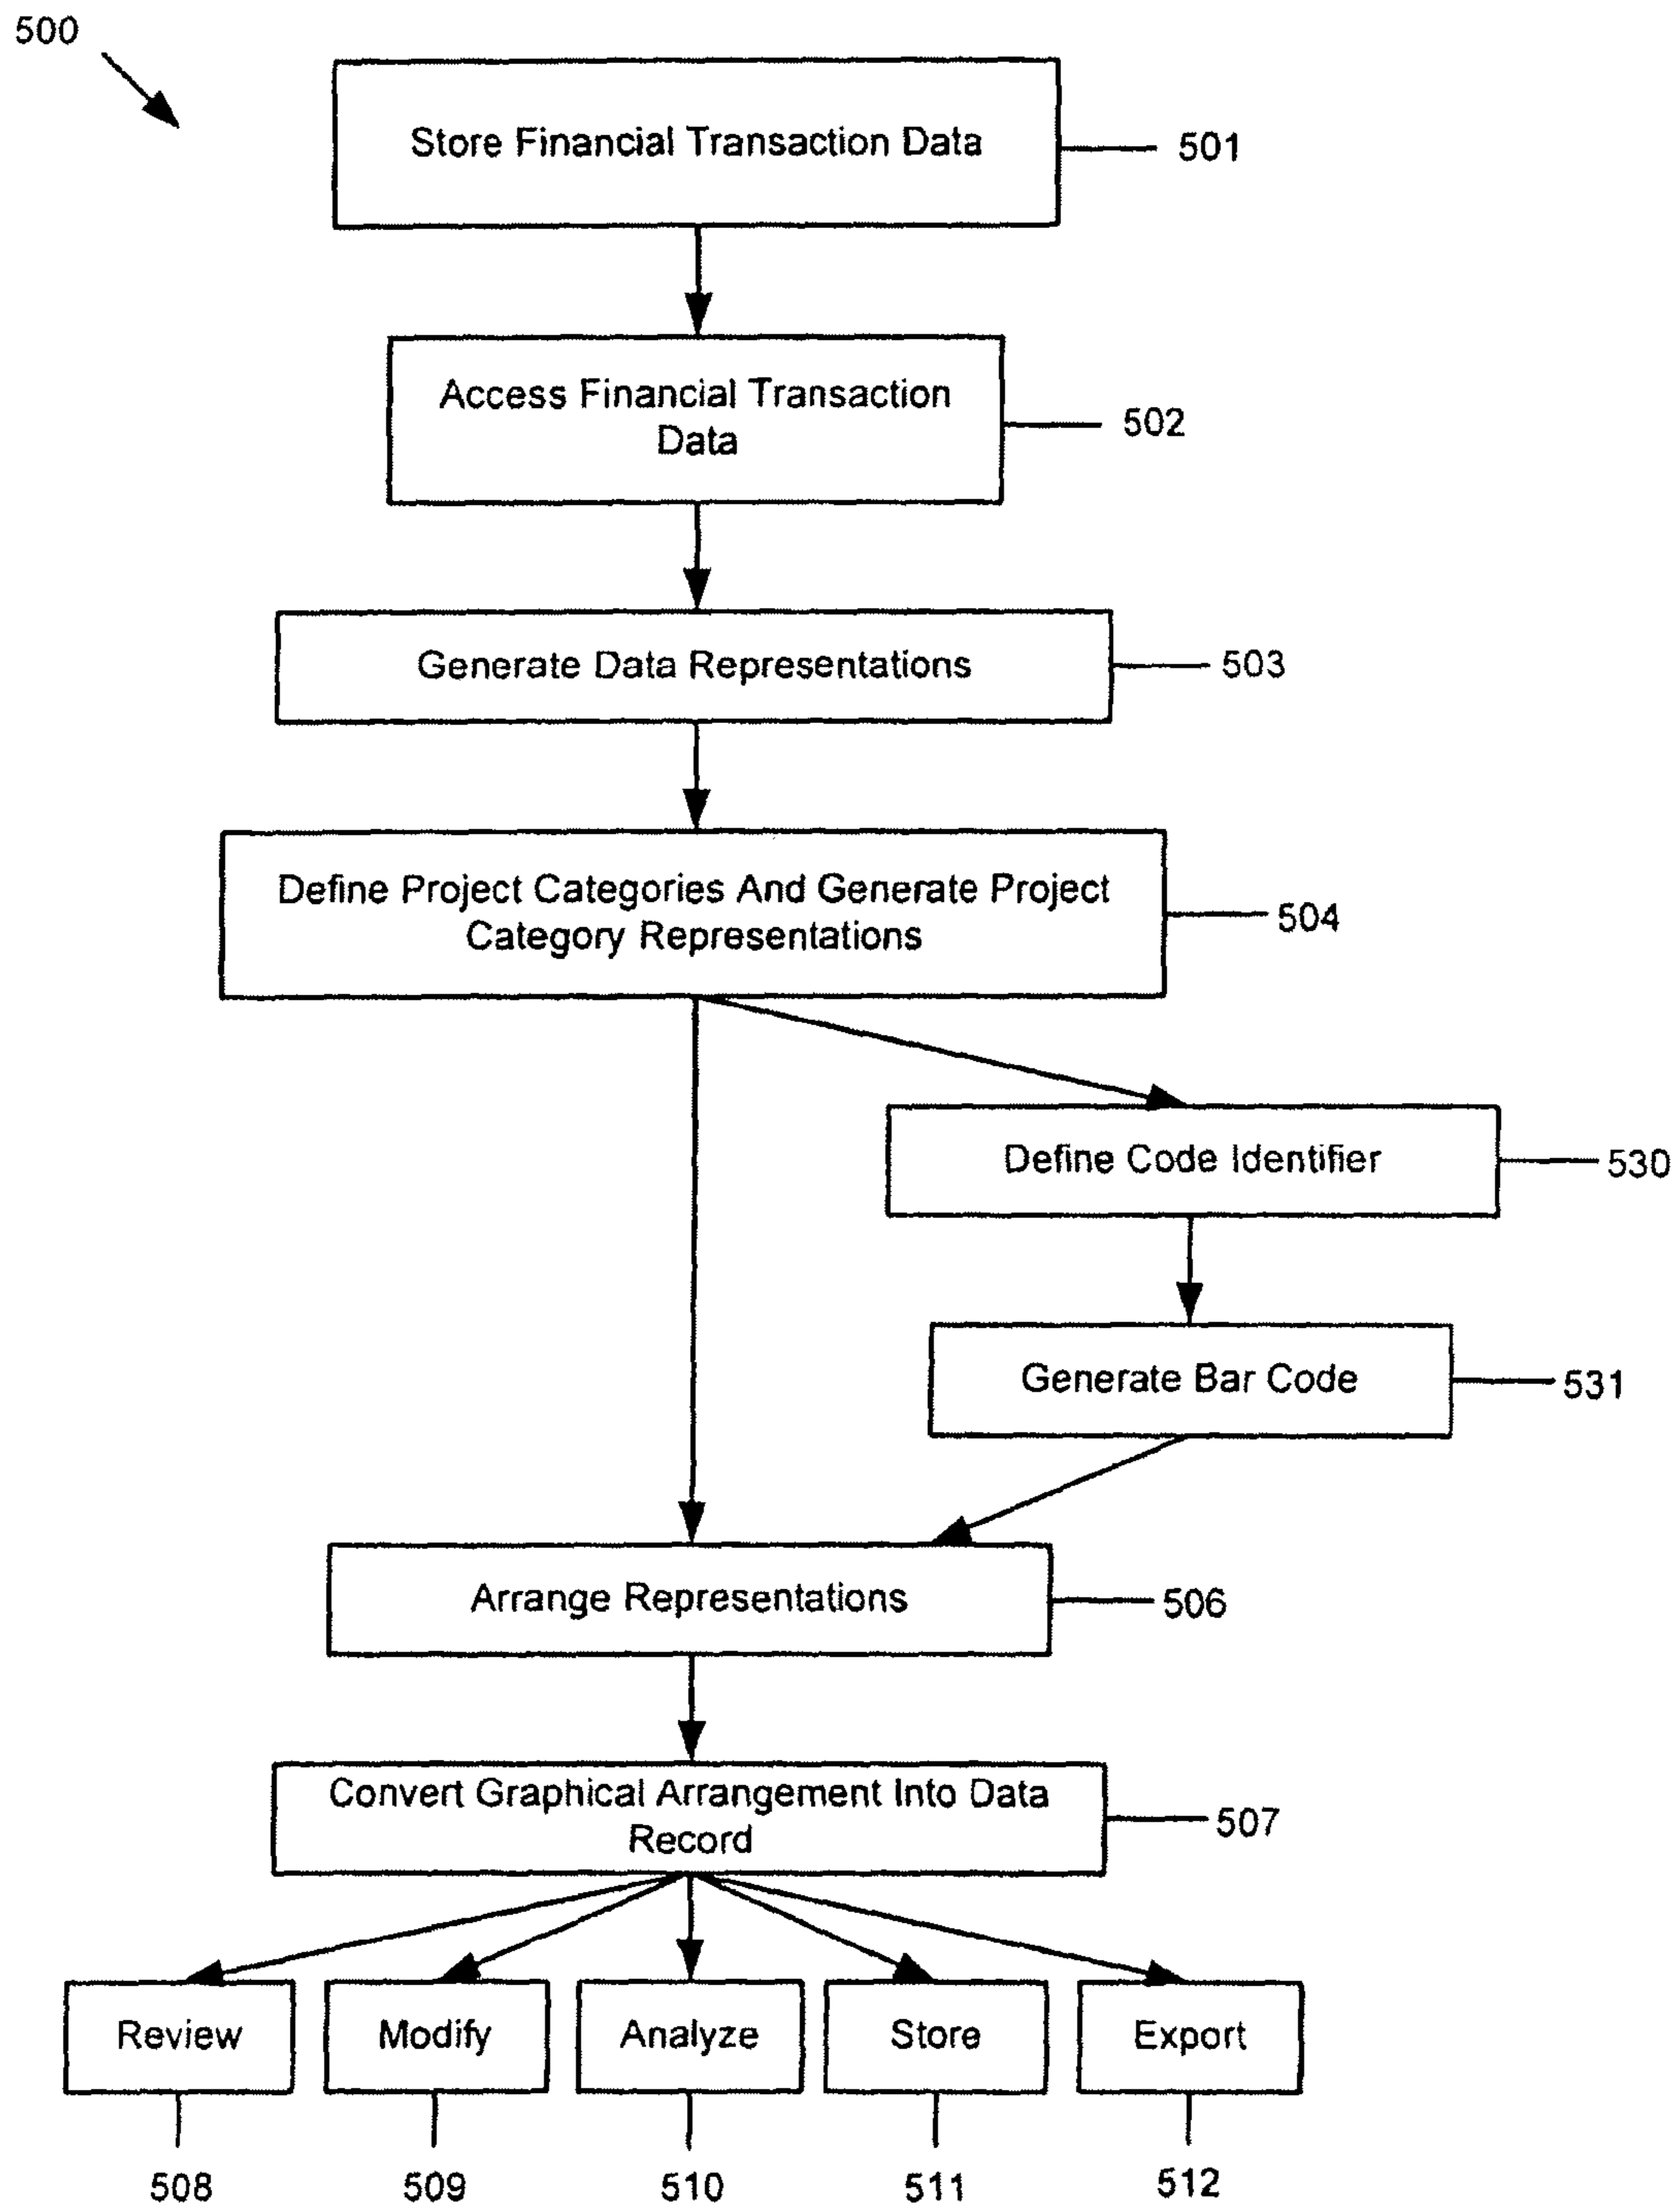 500
Store Financial Transaction Data
501
Access Financial Transaction
Data
502
Generate Data Representations
503
Define Project Categories And Generate Project
Category Representations
504
Define Code Identifier
530
Generate Bar Code
531
Arrange Representations
506
Convert Graphical Arrangement Into Data
Record
507
Review
Modify
Analyze
Store
Export
508
509
510
511
512